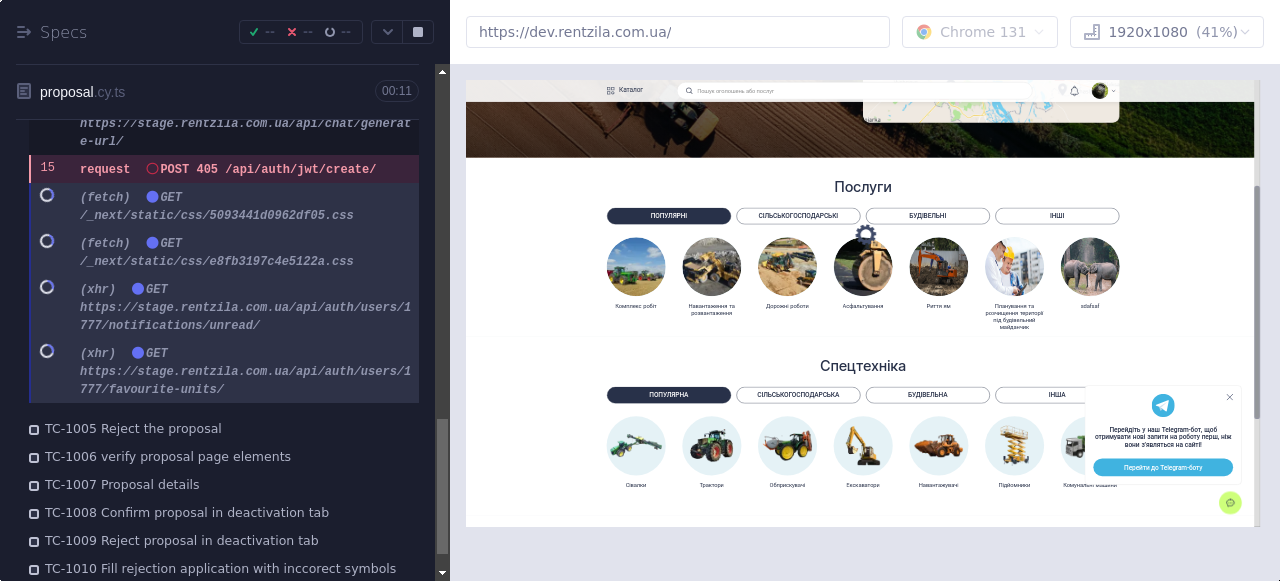 Specs
-- -- --
https://dev.rentzila.com.ua/
Chrome 131
1920x1080 (41%)
proposal.cy.ts
00:11
https://stage.rentzila.com.ua/api/chat/generat
e-url/
15 request POST 405 /api/auth/jwt/create/
(fetch) GET
/_next/static/css/5093441d0962df05.css
(fetch) GET
/_next/static/css/e8fb3197c4e5122a.css
(xhr) GET
https://stage.rentzila.com.ua/api/auth/users/1
777/notifications/unread/
(xhr) GET
https://stage.rentzila.com.ua/api/auth/users/1
777/favourite-units/
TC-1005 Reject the proposal
TC-1006 verify proposal page elements
TC-1007 Proposal details
TC-1008 Confirm proposal in deactivation tab
TC-1009 Reject proposal in deactivation tab
TC-1010 Fill rejection application with inccorect symbols
Каталог
Пошук оголошень або послуг
Послуги
ПОПУЛЯРНІ СІЛЬСЬКОГОСПОДАРСЬКІ БУДІВЕЛЬНІ ІНШІ
Комплекс робіт
Навантаження та
розвантаження
Дорожні роботи
Асфальтування
Риття ям
Планування та
розчищення території
під будівельний
майданчик
sdafsaf
Спецтехніка
ПОПУЛЯРНА СІЛЬСЬКОГОСПОДАРСЬКА БУДІВЕЛЬНА ІНША
Сівалки
Трактори
Обприскувачі
Екскаватори
Навантажувачі
Підйомники
Комунальні машини
Перейдіть у наш Telegram-бот, щоб
отримувати нові запити на роботу перш, ніж
вони з'являться на сайті!
Перейти до Telegram-боту